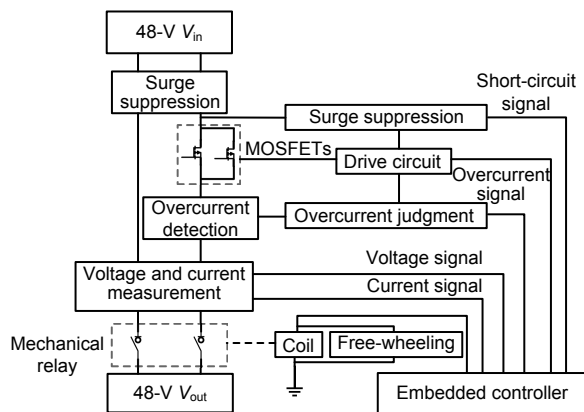 48-V Vin
Surge
suppression
Short-circuit
signal
Surge suppression
MOSFETs
Drive circuit
Overcurrent
signal
Overcurrent
detection
Overcurrent judgment
Voltage signal
Voltage and current
measurement
Current signal
Mechanical
relay
Coil
Free-wheeling
48-V Vout
Embedded controller